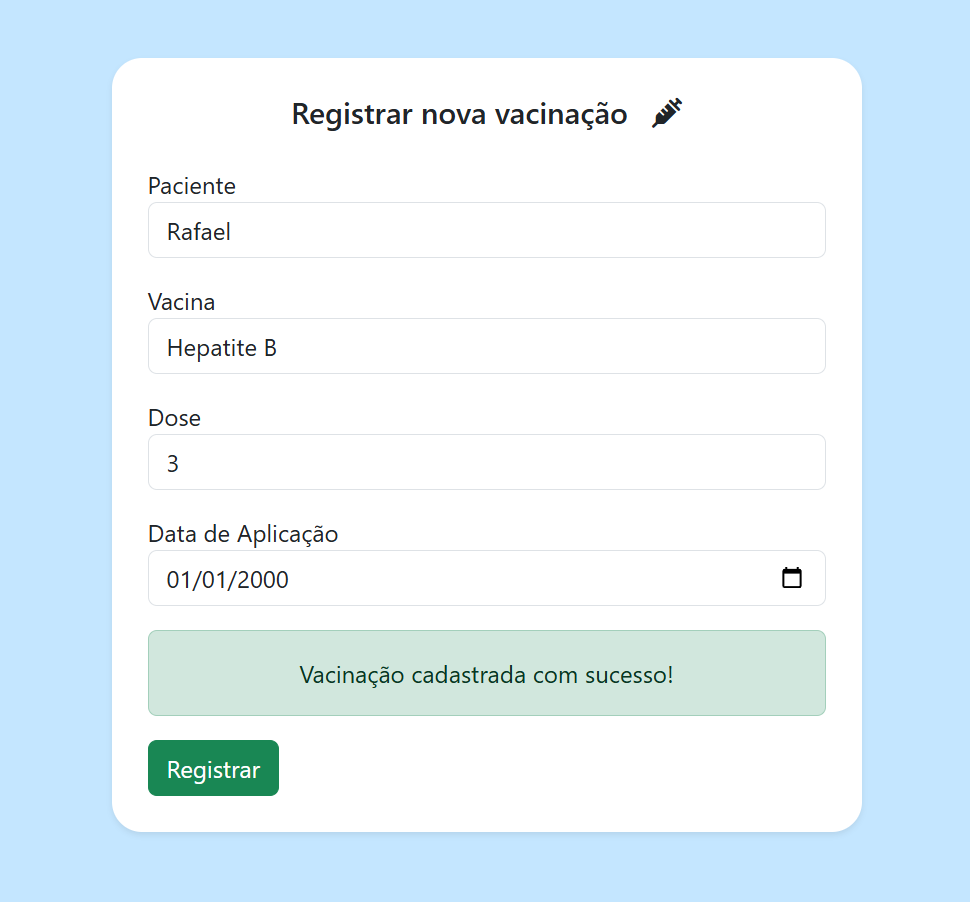 Registrar nova vacinação
Paciente
Rafael
Vacina
Hepatite B
Dose
3
Data de Aplicação
01/01/2000
Vacinação cadastrada com sucesso!
Registrar